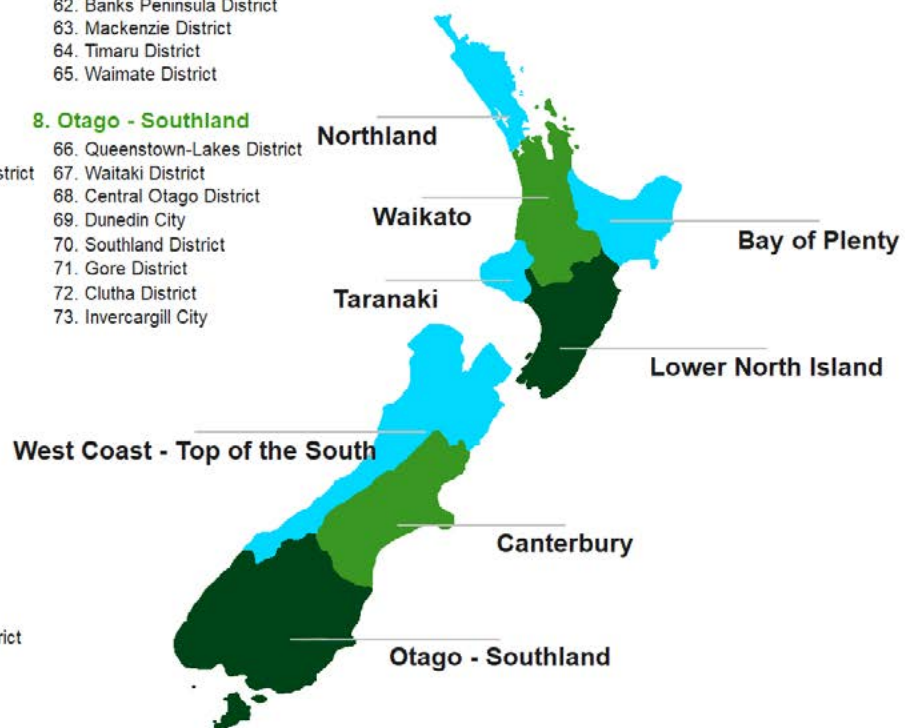 62. Banks Peninsula District
63. Mackenzie District
64. Timaru District
65. Waimate District
8. Otago - Southland
66. Queenstown-Lakes District
strict
67. Waitaki District
68. Central Otago District
69. Dunedin City
70. Southland District
71. Gore District
72. Clutha District
73. Invercargill City
rict
Northland
Waikato
Bay of Plenty
Taranaki
Lower North Island
West Coast - Top of the South
Canterbury
Otago - Southland